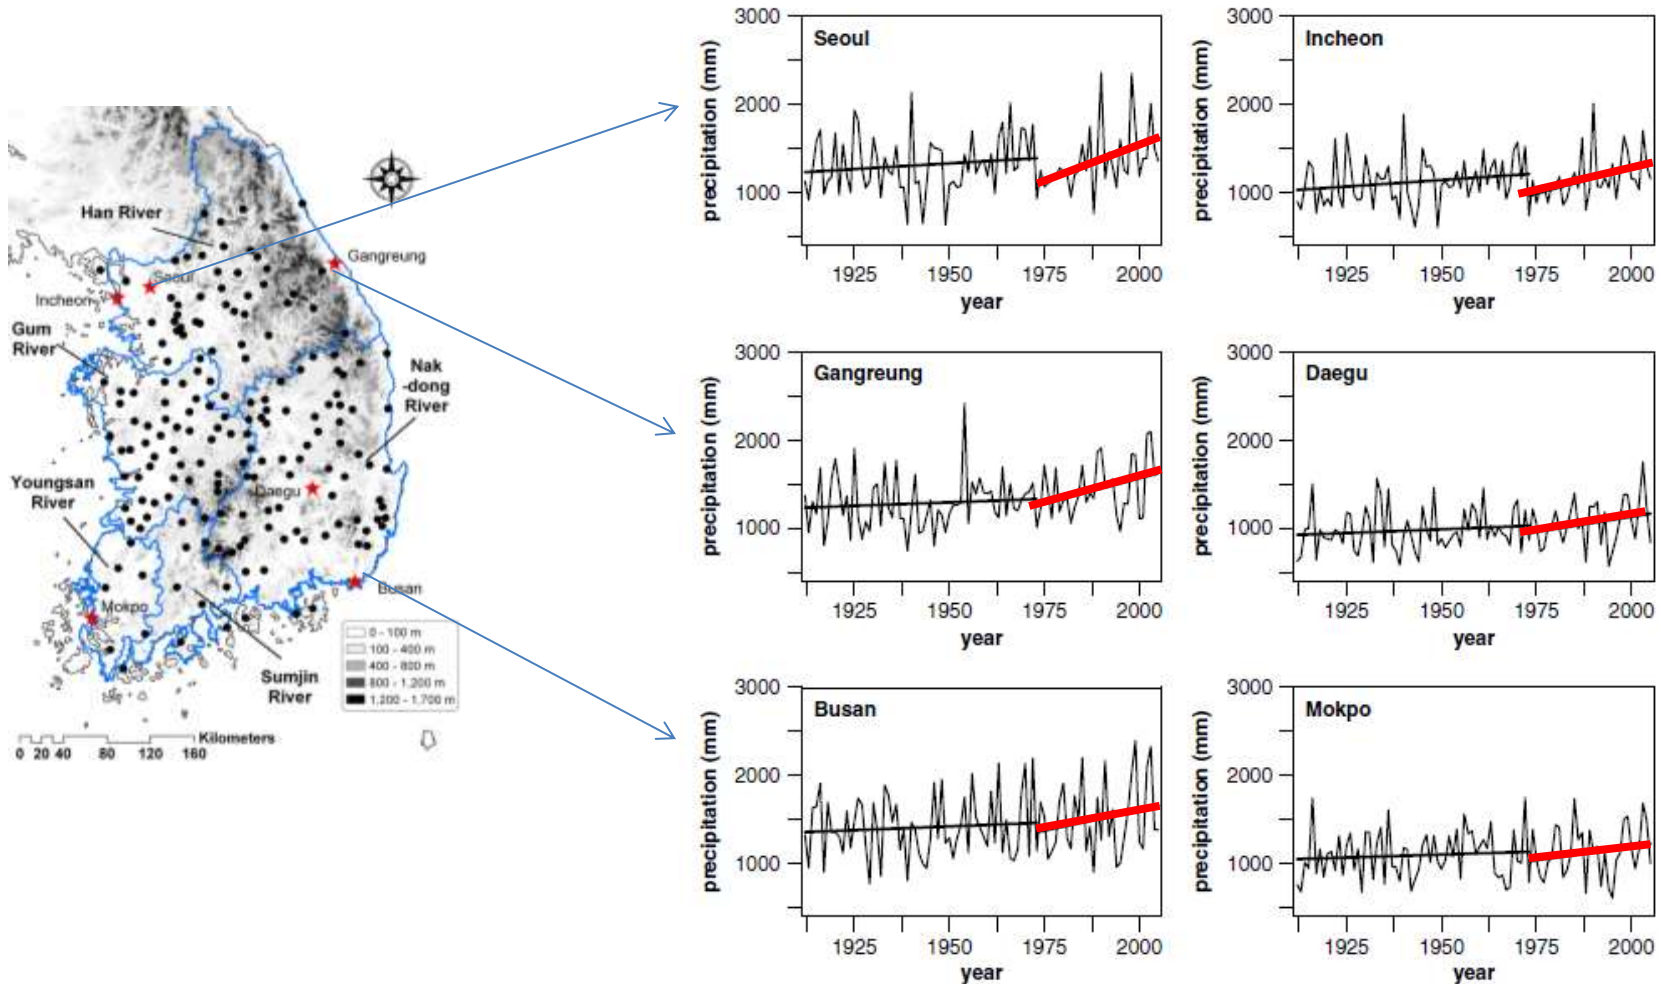 Han River
Gangreung
Seoul
Incheon
Gum
River
Nak
-dong
River
Youngsan
River
Daegu
Mokpo
Busan
Sumjin
River
0 - 100 m
100 - 400 m
400 - 800 m
800 - 1,200 m
1,200 - 1,700 m
Kilometers
0 20 40 80 120 160
Seoul
precipitation (mm)
3000
2000
1000
1925 1950 1975 2000
year
Incheon
precipitation (mm)
3000
2000
1000
1925 1950 1975 2000
year
Gangreung
precipitation (mm)
3000
2000
1000
1925 1950 1975 2000
year
Daegu
precipitation (mm)
3000
2000
1000
1925 1950 1975 2000
year
Busan
precipitation (mm)
3000
2000
1000
1925 1950 1975 2000
year
Mokpo
precipitation (mm)
3000
2000
1000
1925 1950 1975 2000
year